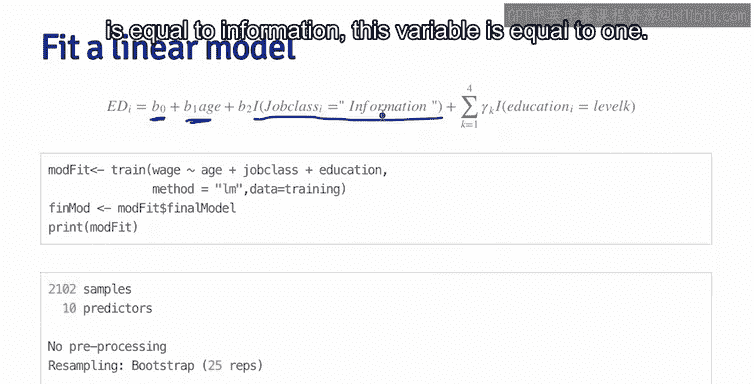 is equal to information, this variable is equal to one.
Fit a linear model
ED_i = b_0 + b_1age + b_2I(Jobclass_i =" Information ") + \sum_{k=1}^{4} γ_kI(education_i = levelk)
modFit<- train(wage ~ age + jobclass + education,
method = "lm",data=training)
finMod <- modFit$finalModel
print(modFit)
2102 samples
10 predictors
No pre-processing
Resampling: Bootstrap (25 reps)